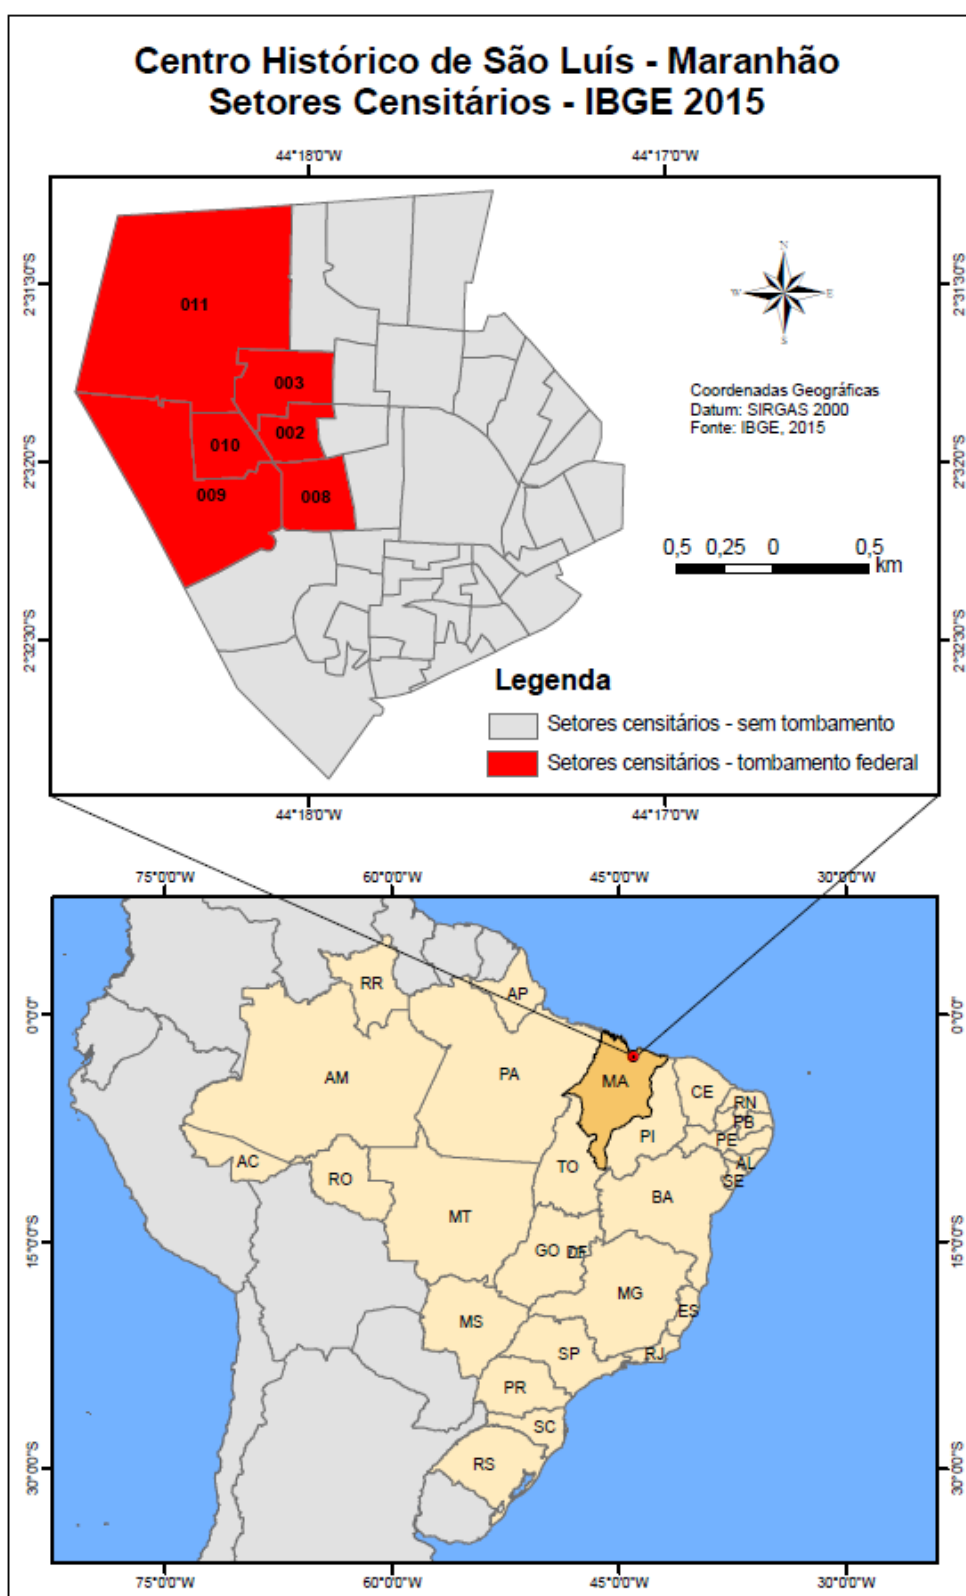 Centro Histórico de São Luís - Maranhão
Setores Censitários - IBGE 2015
44°18'0"W
44°17'0"W
2°31'30"S
2°31'30"S
N
W
E
S
011
003
002
010
009
008
Coordenadas Geográficas
Datum: SIRGAS 2000
Fonte: IBGE, 2015
2°32'0"S
2°32'0"S
0,5 0,25 0 0,5
km
2°32'30"S
2°32'30"S
Legenda
Setores censitários - sem tombamento
Setores censitários - tombamento federal
44°18'0"W
44°17'0"W
75°0'0"W
60°0'0"W
45°0'0"W
30°0'0"W
0°0'0"
0°0'0"
RR
AP
AM
PA
MA
CE
RN
PB
PI
PE
AC
RO
TO
AL
SE
BA
MT
15°0'0"S
15°0'0"S
GO
DF
MG
ES
MS
SP
RJ
PR
SC
RS
30°0'0"S
30°0'0"S
75°0'0"W
60°0'0"W
45°0'0"W
30°0'0"W